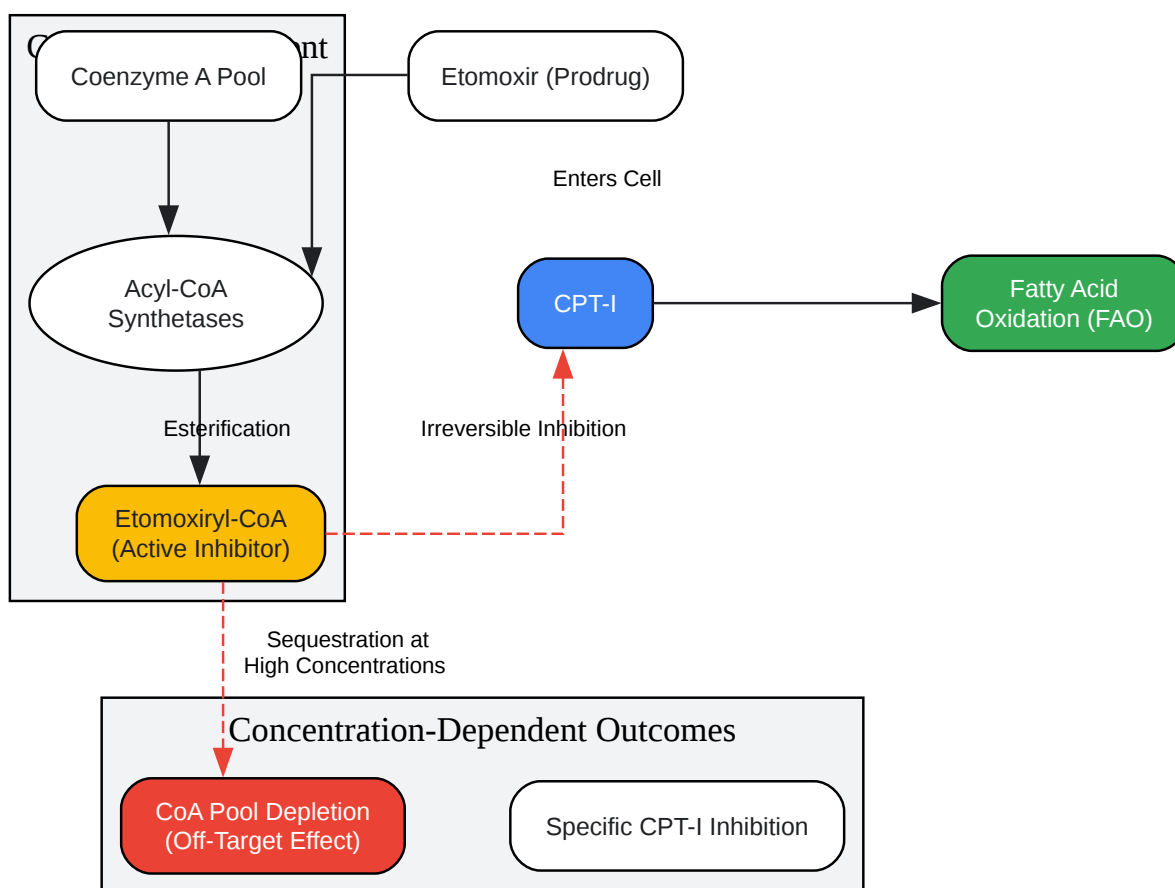 Coenzyme A Pool
Etomoxir (Prodrug)
Enters Cell
Acyl-CoA
Synthetases
CPT-I
Fatty Acid
Oxidation (FAO)
Esterification
Irreversible Inhibition
Etomoxiryl-CoA
(Active Inhibitor)
Sequestration at
High Concentrations
Concentration-Dependent Outcomes
CoA Pool Depletion
(Off-Target Effect)
Specific CPT-I Inhibition